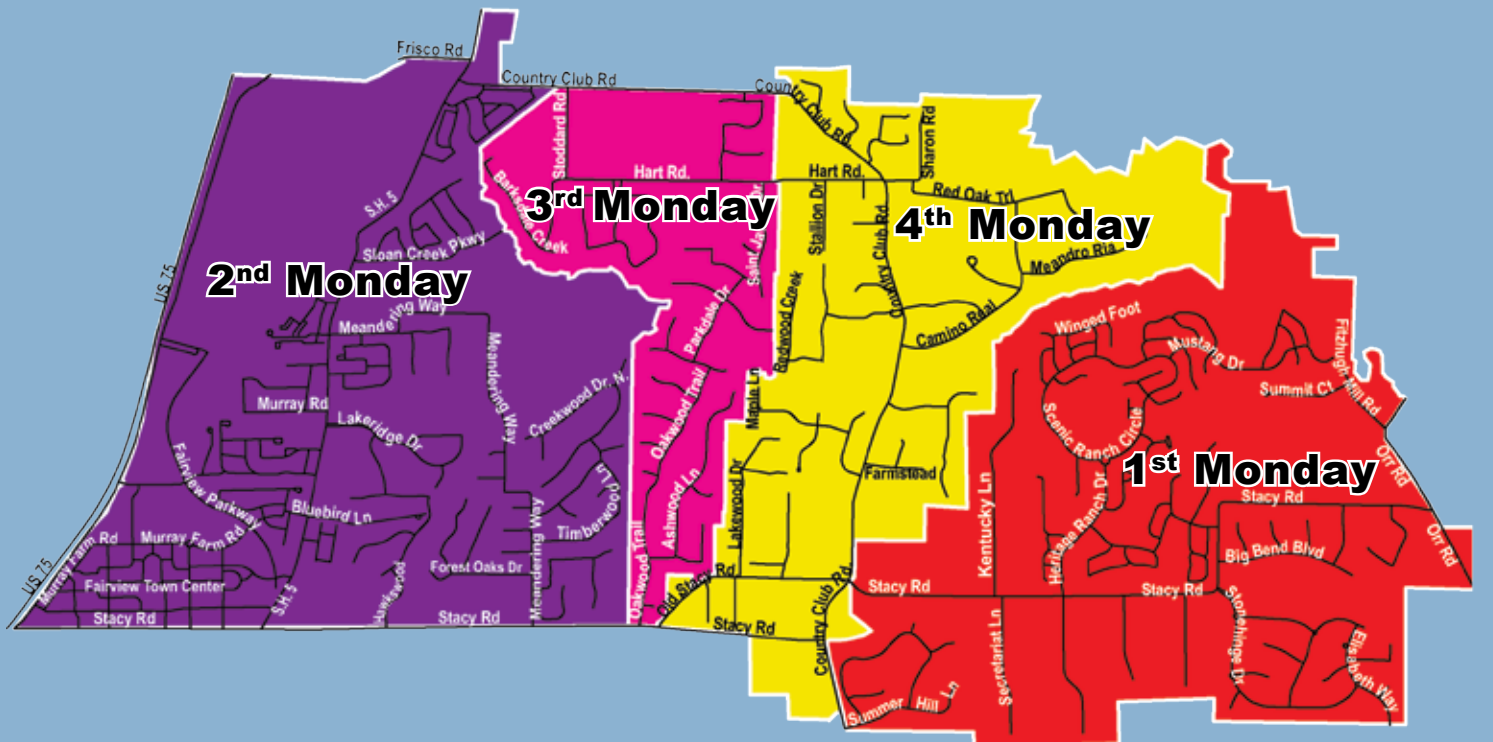 Frisco Rd
Country Club Rd
Country Club Rd.
Stoddard Rd
Hart Rd.
Hart Rd.
Sharon Rd
Barksdale Creek
3rd Monday
Stallion Dr
Country Club Rd.
Red Oak Trl
4th Monday
S.H. 5
Sloan Creek Pkwy
Meandro Ria
US 75
2nd Monday
Meandering Way
Parkdale Dr
Redwood Creek
Camino Real
Winged Foot
Mustang Dr
Fitzhugh Mill Rd
Summit Ct
Meandering Way
Creekwood Dr. N.
Oakwood Trail
Maple Ln
Murray Rd
Lakeridge Dr
Scenic Ranch Circle
1st Monday
Orr Rd
Fairview Parkway
Bluebird Ln
Timberwood Ln
Ashwood Ln
Lakewood Dr
Farmstead
Kentucky Ln
Heritage Ranch Dr
Stacy Rd
Big Bend Blvd
Orr Rd
US 75
Murray Farm Rd
Murray Farm Rd
Forest Oaks Dr
Meandering Way
Oakwood Trail
Old Stacy Rd
Country Club Rd.
Stacy Rd
Stacy Rd
Fairview Town Center
S.H. 5
Hawkswood
Stacy Rd
Stacy Rd
Stacy Rd
Secretariat Ln
Stonehinge Dr
Elisabeth Way
Summer Hill Ln